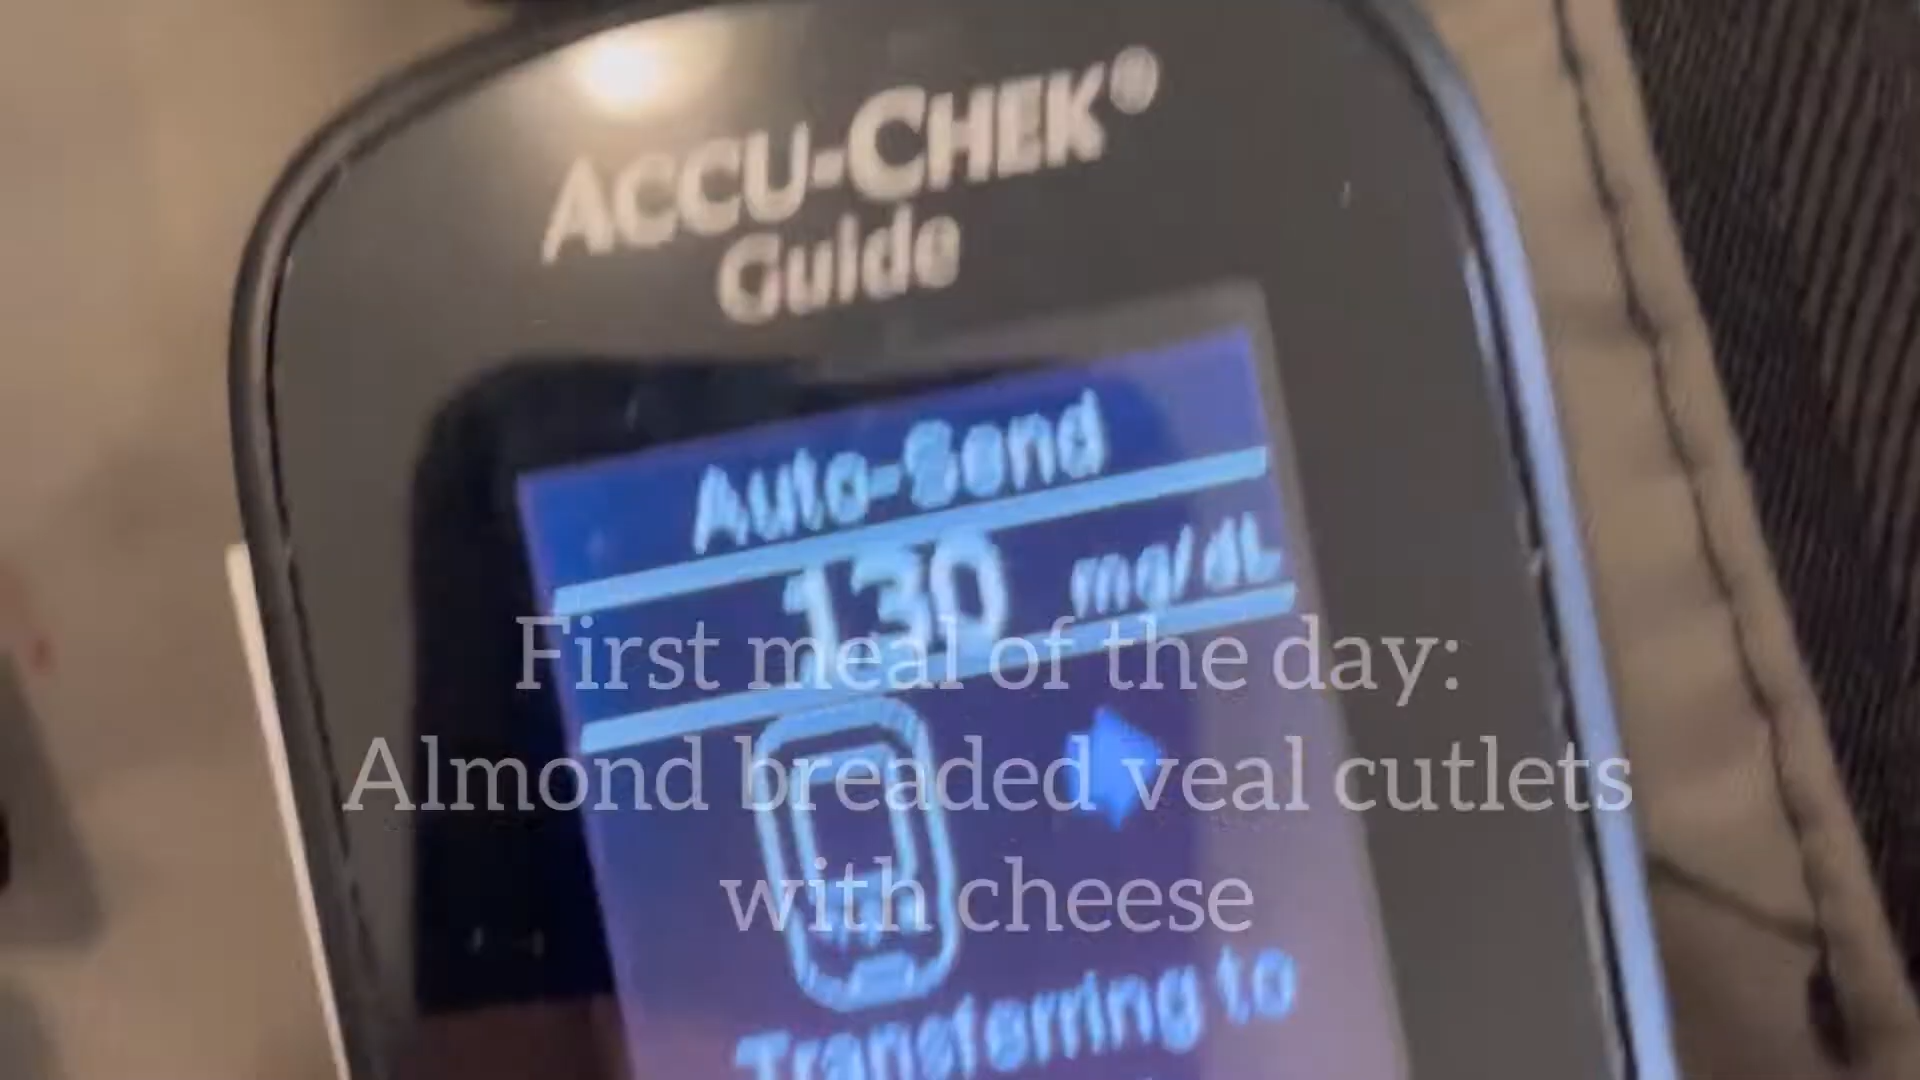 ACCU-CHEK®
Guide
Auto-Send
130 mg/dL
First meal of the day:
Almond breaded veal cutlets
with cheese
Transferring to